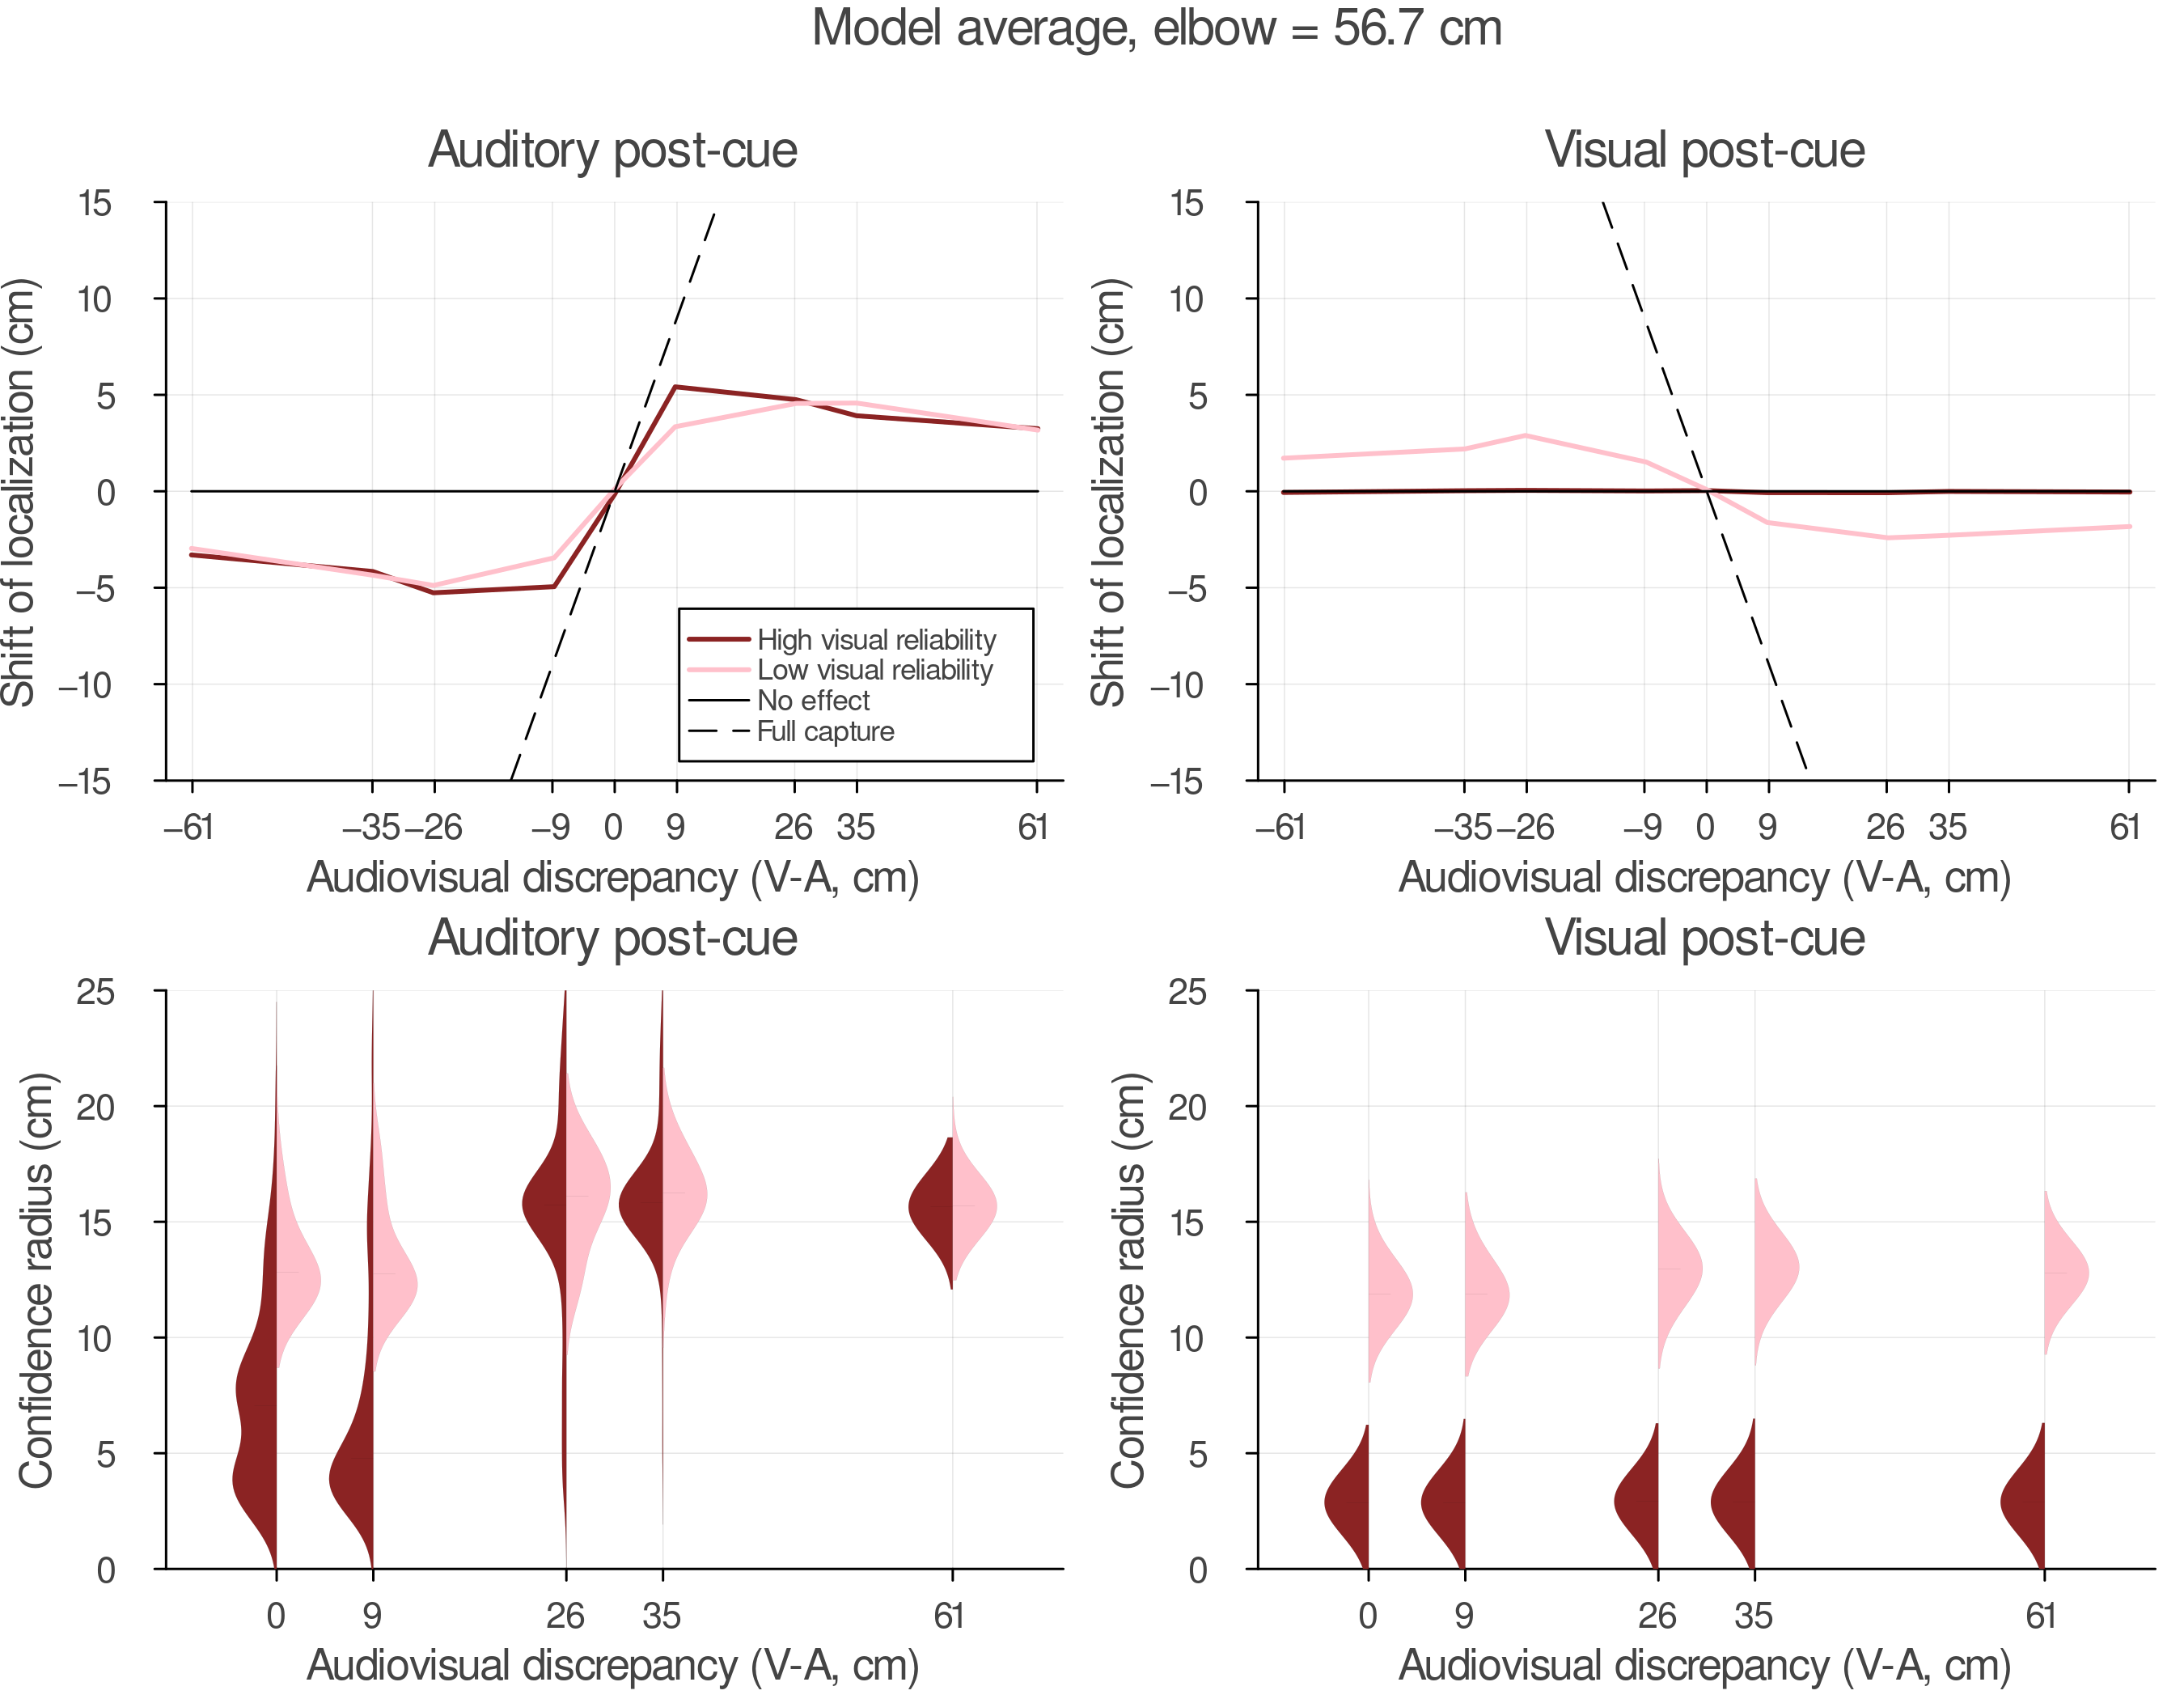 Model average, elbow = 56.7 cm
Auditory post-cue
15
10
5
0
−5
−10
−15
Shift of localization (cm)
High visual reliability
Low visual reliability
No effect
Full capture
−61 −35 −26 −9 0 9 26 35 61
Audiovisual discrepancy (V-A, cm)
Visual post-cue
15
10
5
0
−5
−10
−15
Shift of localization (cm)
−61 −35 −26 −9 0 9 26 35 61
Audiovisual discrepancy (V-A, cm)
Auditory post-cue
25
20
15
10
5
0
Confidence radius (cm)
0 9 26 35 61
Audiovisual discrepancy (V-A, cm)
Visual post-cue
25
20
15
10
5
0
Confidence radius (cm)
0 9 26 35 61
Audiovisual discrepancy (V-A, cm)